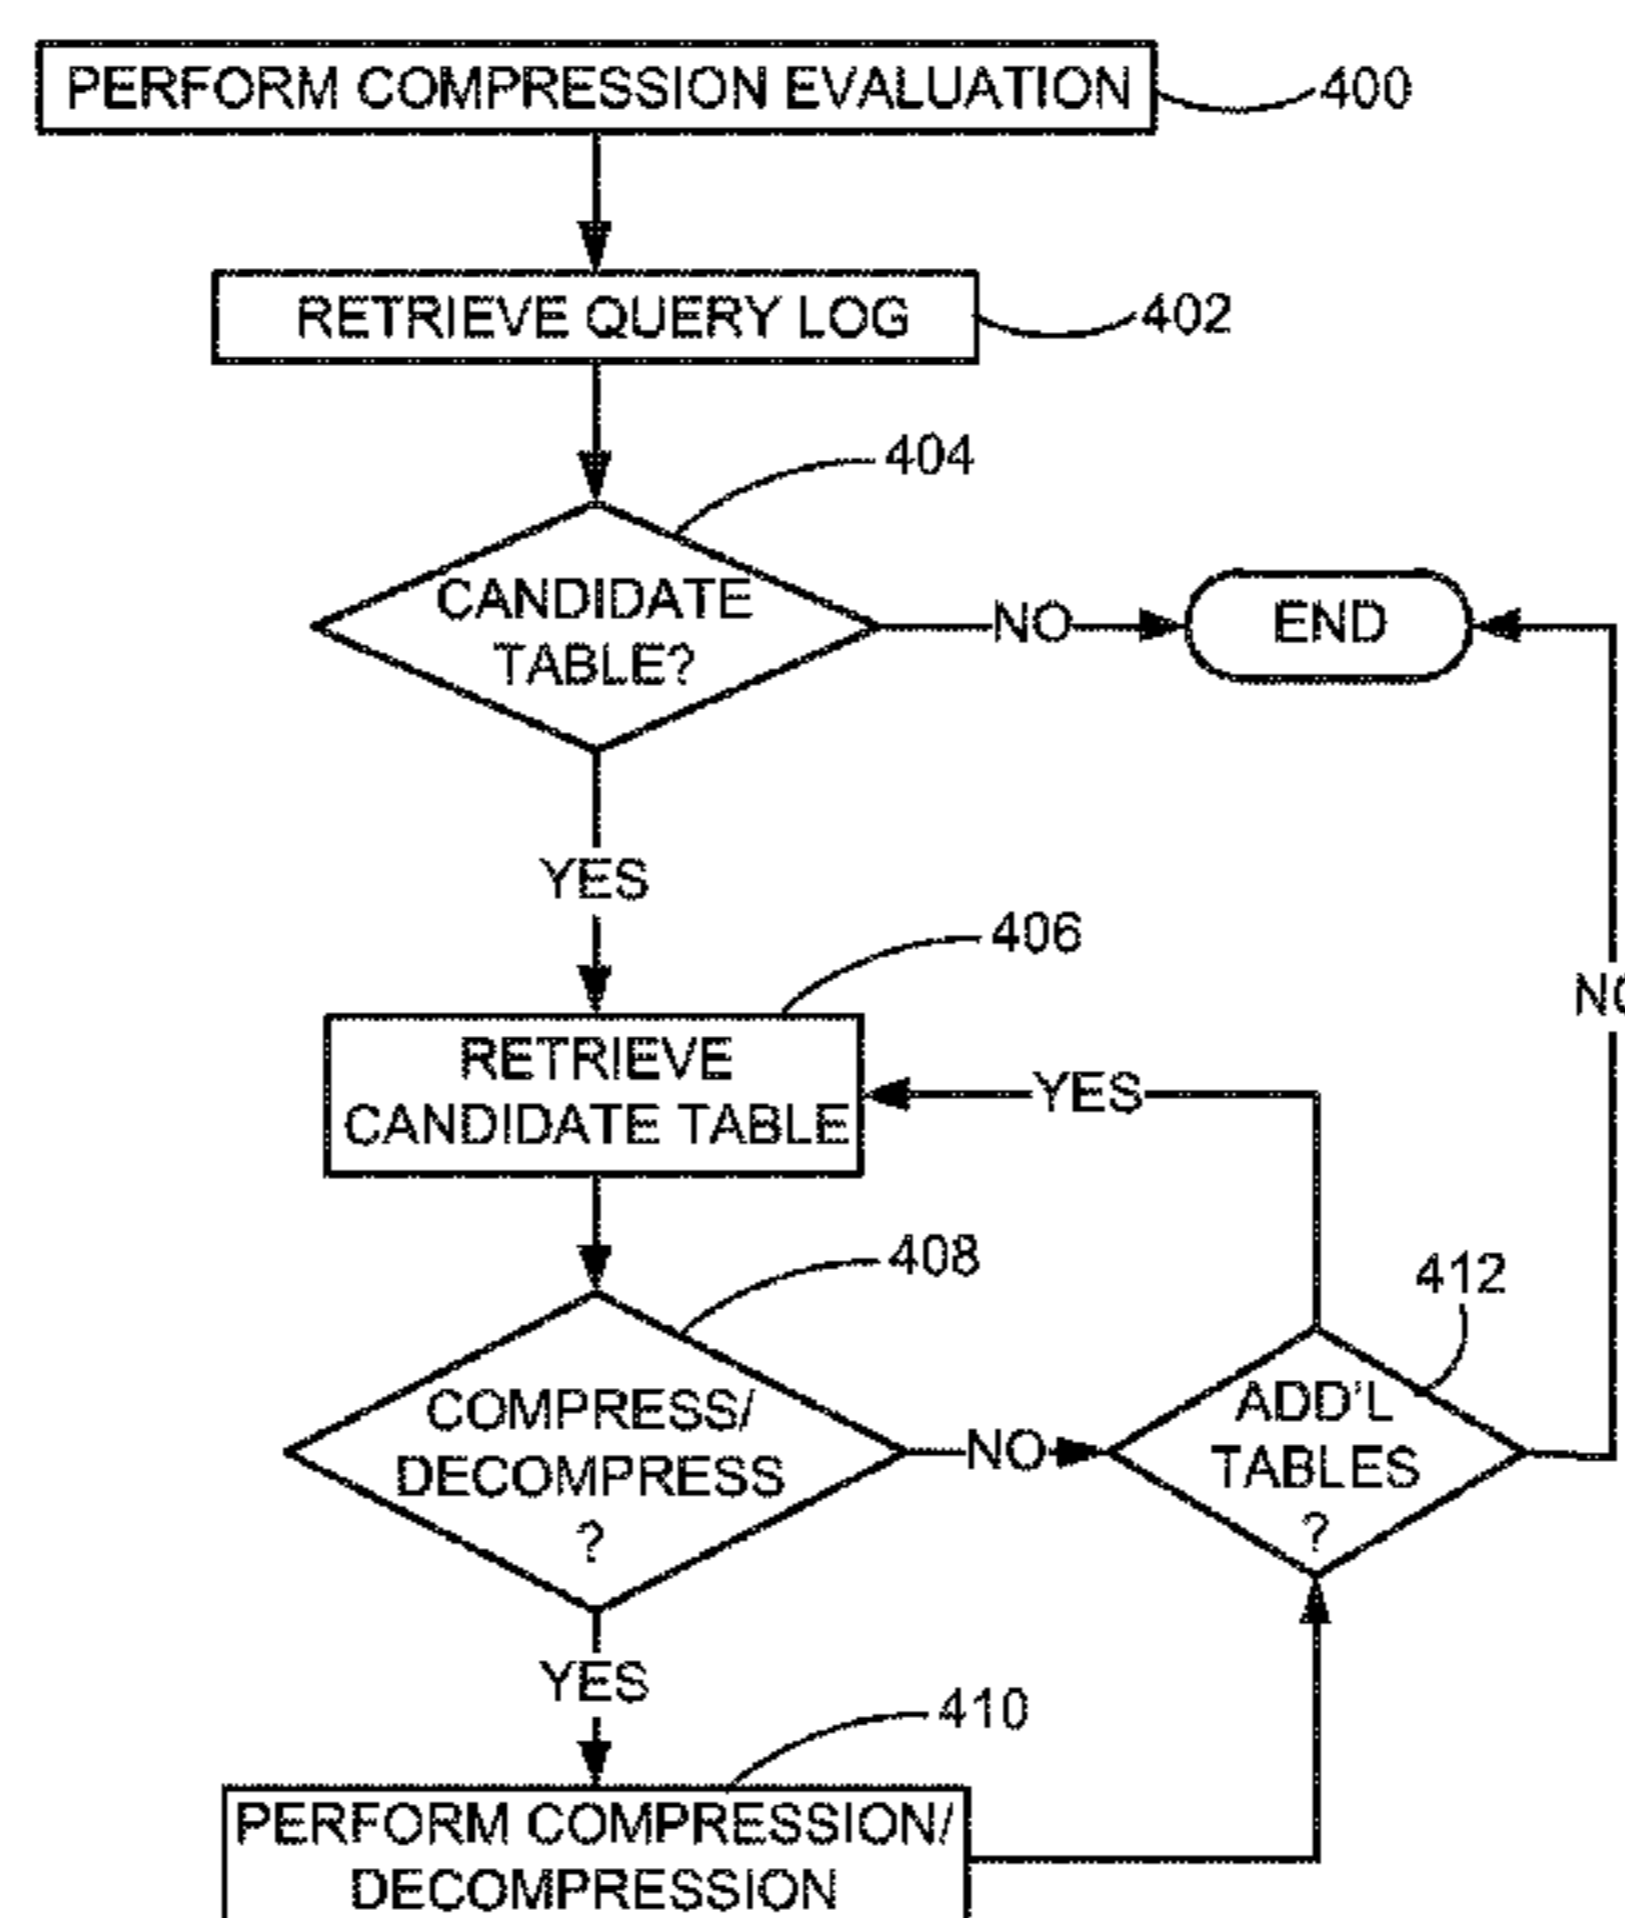 PERFORM COMPRESSION EVALUATION
400
RETRIEVE QUERY LOG
402
404
CANDIDATE
TABLE?
NO
END
YES
406
RETRIEVE
CANDIDATE TABLE
YES
408
412
COMPRESS/
DECOMPRESS
?
NO
ADD'L
TABLES
?
YES
410
PERFORM COMPRESSION/
DECOMPRESSION